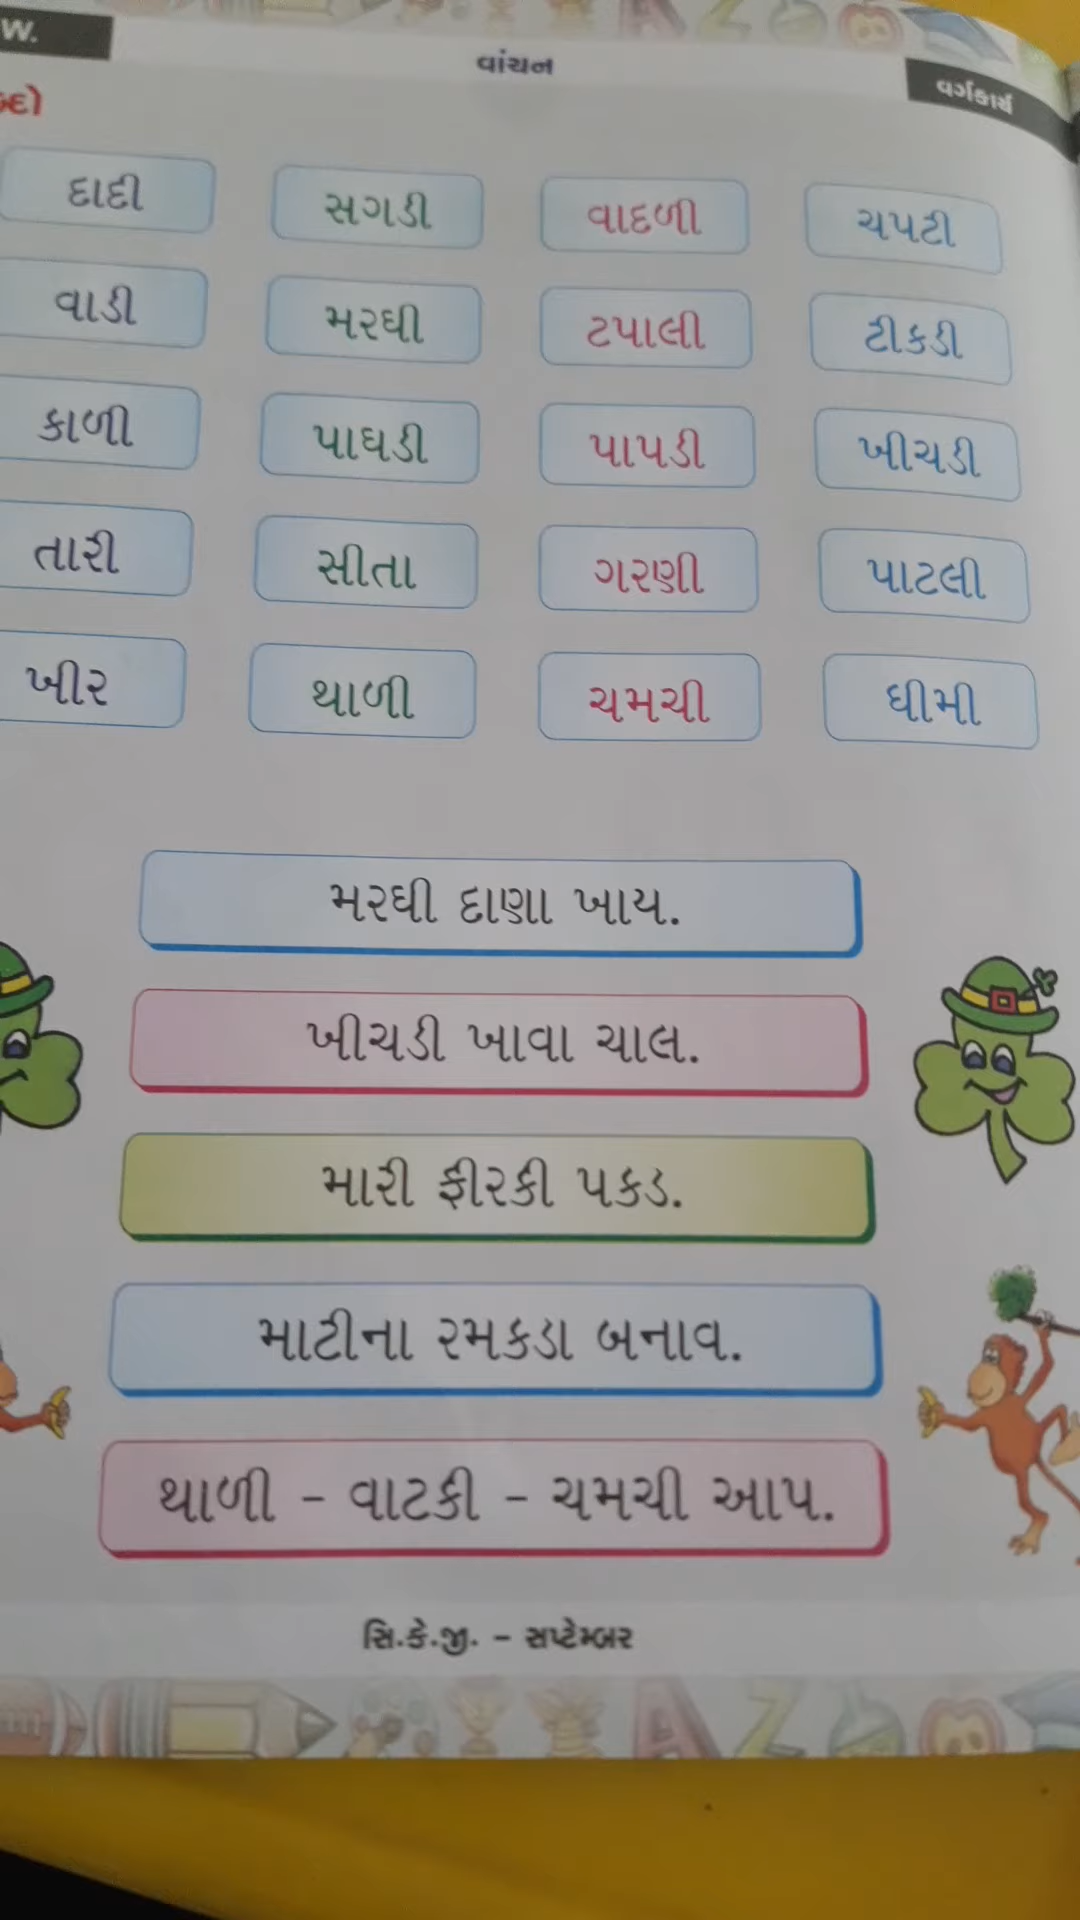 W.
વાંચન
વર્ગકાર્ય
દાદી સગડી વાદળી ચપટી
વાડી મરઘી ટપાલી ટીકડી
કાળી પાઘડી પાપડી ખીચડી
તારી સીતા ગરણી પાટલી
ખીર થાળી ચમચી ધીમી
મરઘી દાણા ખાય.
ખીચડી ખાવા ચાલ.
મારી ફીરકી પકડ.
માટીના રમકડા બનાવ.
થાળી - વાટકી - ચમચી આપ.
સિ.કે.જી. - સપ્ટેમ્બર